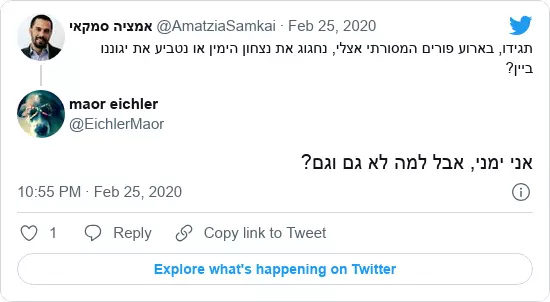 אמציה סמקאי @AmatziaSamkai · Feb 25, 2020
תגידו, בארוע פורים המסורתי אצלי, נחגוג את נצחון הימין או נטביע את יגוננו
ביין?
maor eichler
@EichlerMaor
אני ימני, אבל למה לא גם וגם?
10:55 PM · Feb 25, 2020
1 Reply Copy link to Tweet
Explore what's happening on Twitter